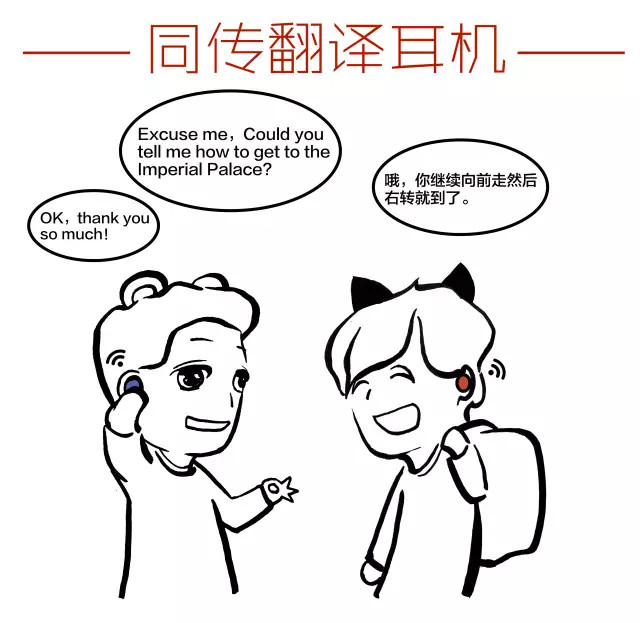 同传翻译耳机
Excuse me, Could you
tell me how to get to the
Imperial Palace?
哦，你继续向前走然后
右转就到了。
OK, thank you
so much!